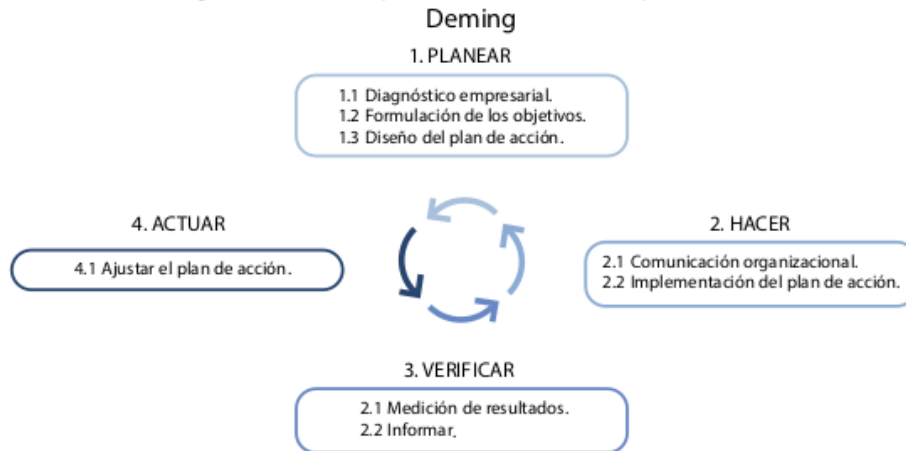 Deming
1. PLANEAR
1.1 Diagnóstico empresarial.
1.2 Formulación de los objetivos.
1.3 Diseño del plan de acción.
4. ACTUAR
4.1 Ajustar el plan de acción.
2. HACER
2.1 Comunicación organizacional.
2.2 Implementación del plan de acción.
3. VERIFICAR
2.1 Medición de resultados.
2.2 Informar.